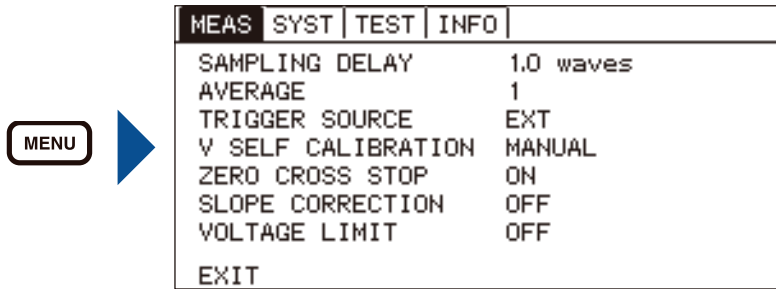 MENU
MEAS SYST TEST INFO
SAMPLING DELAY 1.0 waves
AVERAGE 1
TRIGGER SOURCE EXT
V SELF CALIBRATION MANUAL
ZERO CROSS STOP ON
SLOPE CORRECTION OFF
VOLTAGE LIMIT OFF
EXIT